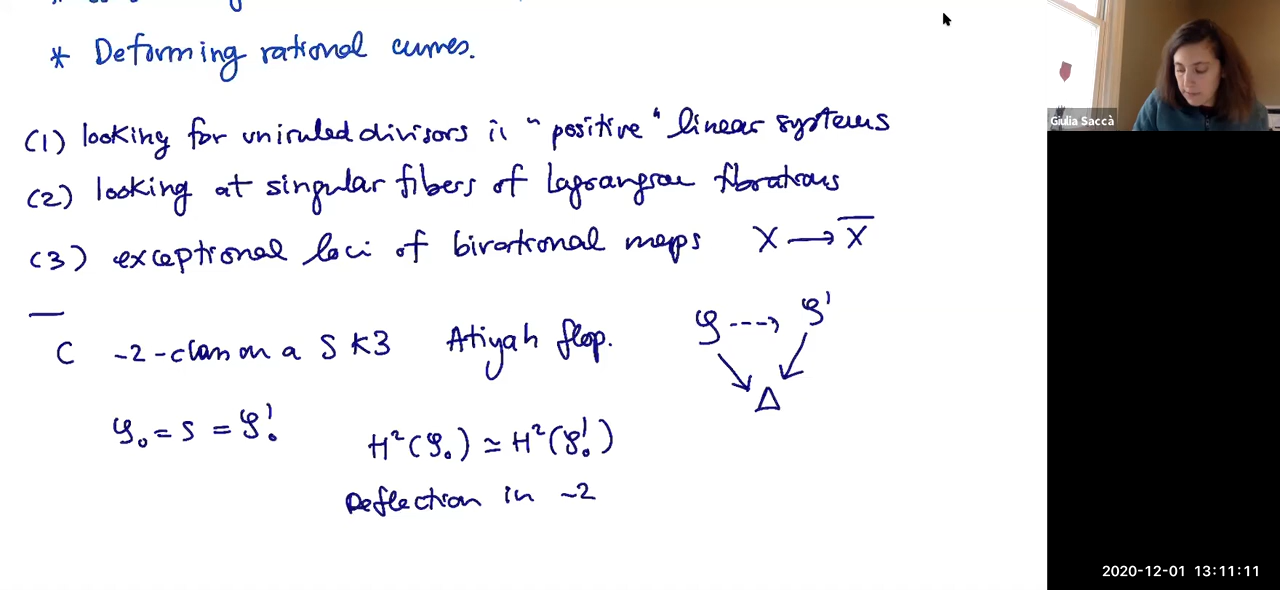 * Deforming rational curves.
(1) looking for uniruled divisors in "positive" linear systems
(2) looking at singular fibers of Lagrangian fibrations
(3) exceptional loci of birational maps X → X̄
C -2-class on a S K3 Atiyah flop. 𝒮 ⇢ 𝒮'
Δ
𝒮₀ = S = 𝒮'₀
H²(𝒮₀) ≃ H²(𝒮'₀)
Reflection in -2
Giulia Saccà
2020-12-01 13:11:11